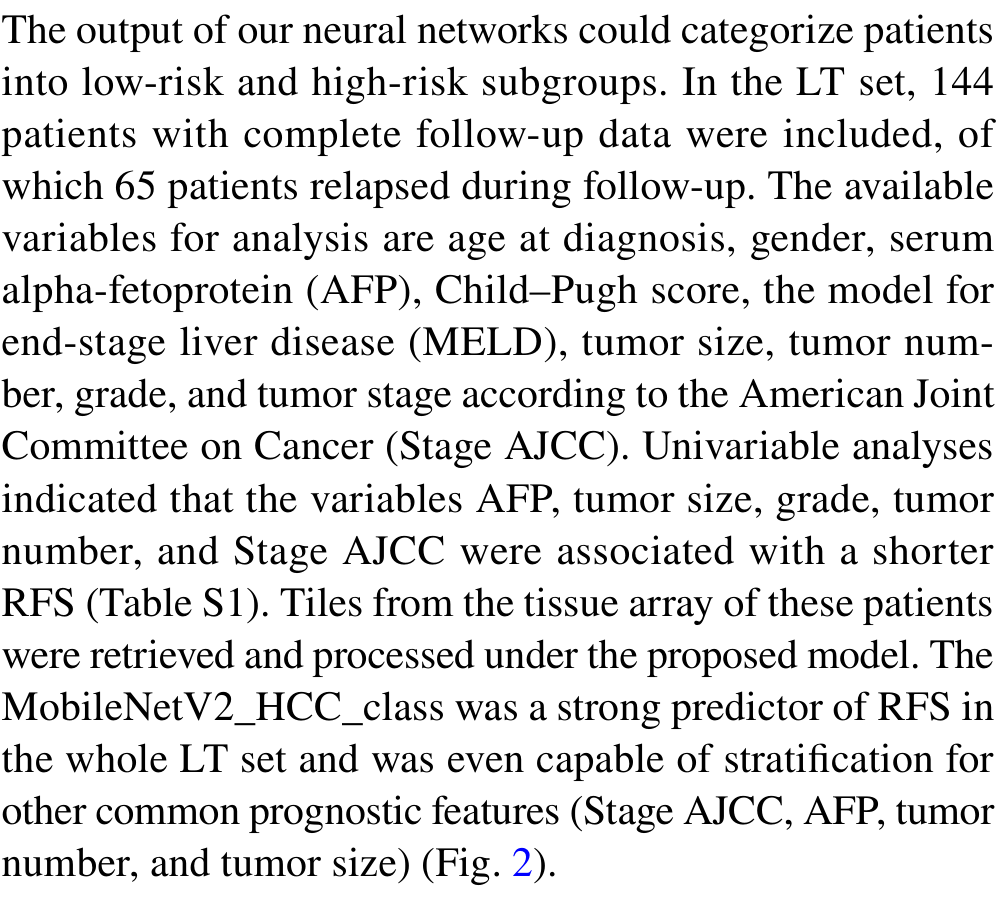 The output of our neural networks could categorize patients
into low-risk and high-risk subgroups. In the LT set, 144
patients with complete follow-up data were included, of
which 65 patients relapsed during follow-up. The available
variables for analysis are age at diagnosis, gender, serum
alpha-fetoprotein (AFP), Child–Pugh score, the model for
end-stage liver disease (MELD), tumor size, tumor num-
ber, grade, and tumor stage according to the American Joint
Committee on Cancer (Stage AJCC). Univariable analyses
indicated that the variables AFP, tumor size, grade, tumor
number, and Stage AJCC were associated with a shorter
RFS (Table S1). Tiles from the tissue array of these patients
were retrieved and processed under the proposed model. The
MobileNetV2_HCC_class was a strong predictor of RFS in
the whole LT set and was even capable of stratification for
other common prognostic features (Stage AJCC, AFP, tumor
number, and tumor size) (Fig. 2).